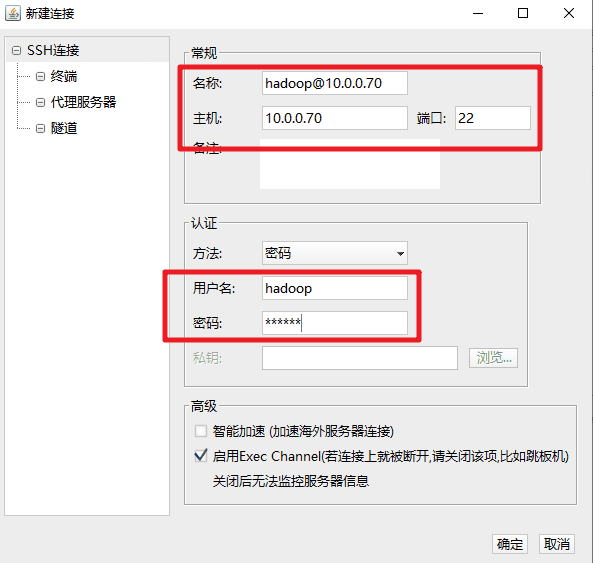 新建连接
SSH连接
终端
代理服务器
隧道
常规
名称: hadoop@10.0.0.70
主机: 10.0.0.70 端口: 22
备注:
认证
方法: 密码
用户名: hadoop
密码: ******
私钥: 浏览...
高级
智能加速 (加速海外服务器连接)
启用Exec Channel(若连接上就被断开,请关闭该项,比如跳板机)
关闭后无法监控服务器信息
确定 取消